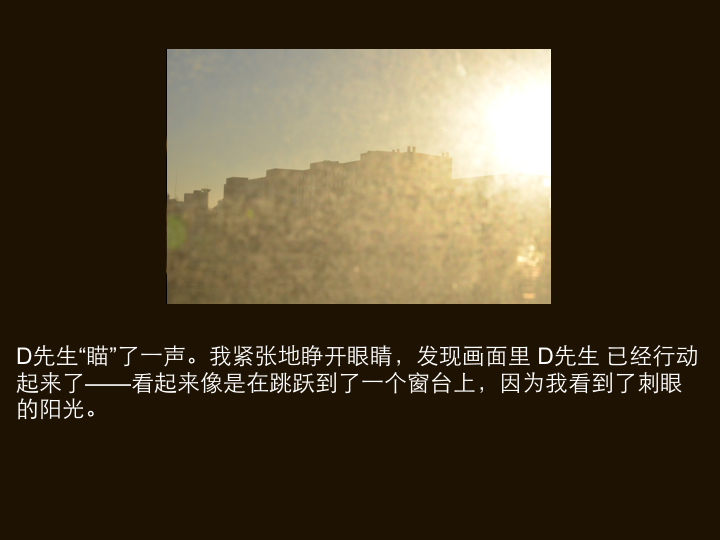 D先生“瞄”了一声。我紧张地睁开眼睛，发现画面里 D先生 已经行动
起来了——看起来像是在跳跃到了一个窗台上，因为我看到了刺眼
的阳光。